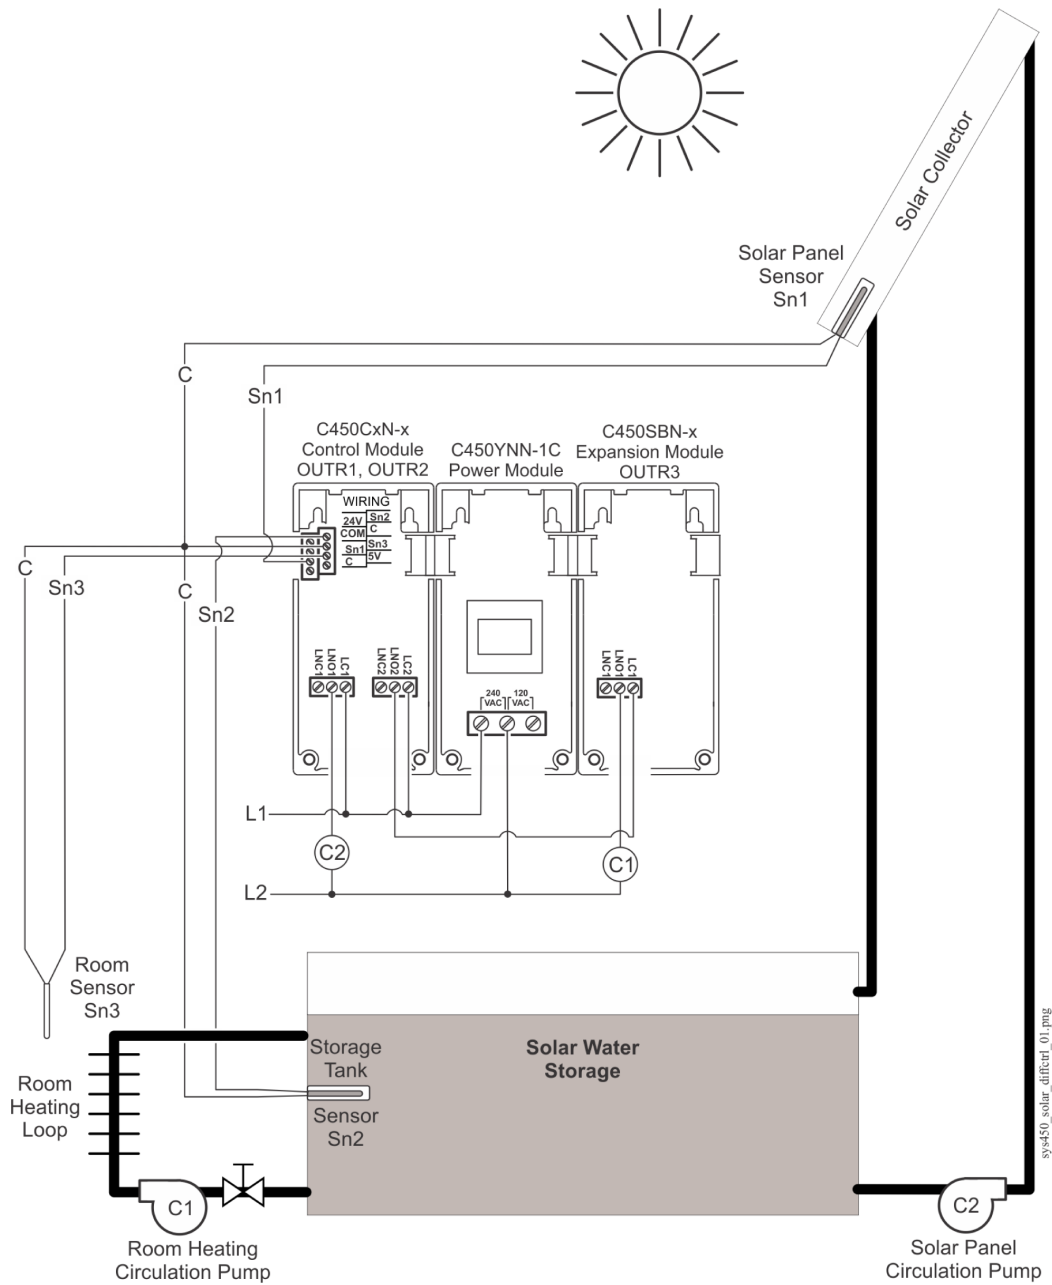 Solar Collector
Solar Panel
Sensor
Sn1
C
Sn1
C450CxN-x
Control Module
OUTR1, OUTR2
C450YNN-1C
Power Module
C450SBN-x
Expansion Module
OUTR3
WIRING
24V
COM
Sn1
C
Sn2
C
Sn3
5V
C
Sn3
C
Sn2
LNC1
LNO1
LC1
LNC2
LNO2
LC2
240
VAC
120
VAC
LNC1
LNO1
LC1
L1
C2
C1
L2
Room
Sensor
Sn3
Room
Heating
Loop
Storage
Tank
Sensor
Sn2
Solar Water
Storage
C1
Room Heating
Circulation Pump
C2
Solar Panel
Circulation Pump
sys450_solar_diffctrl_01.png